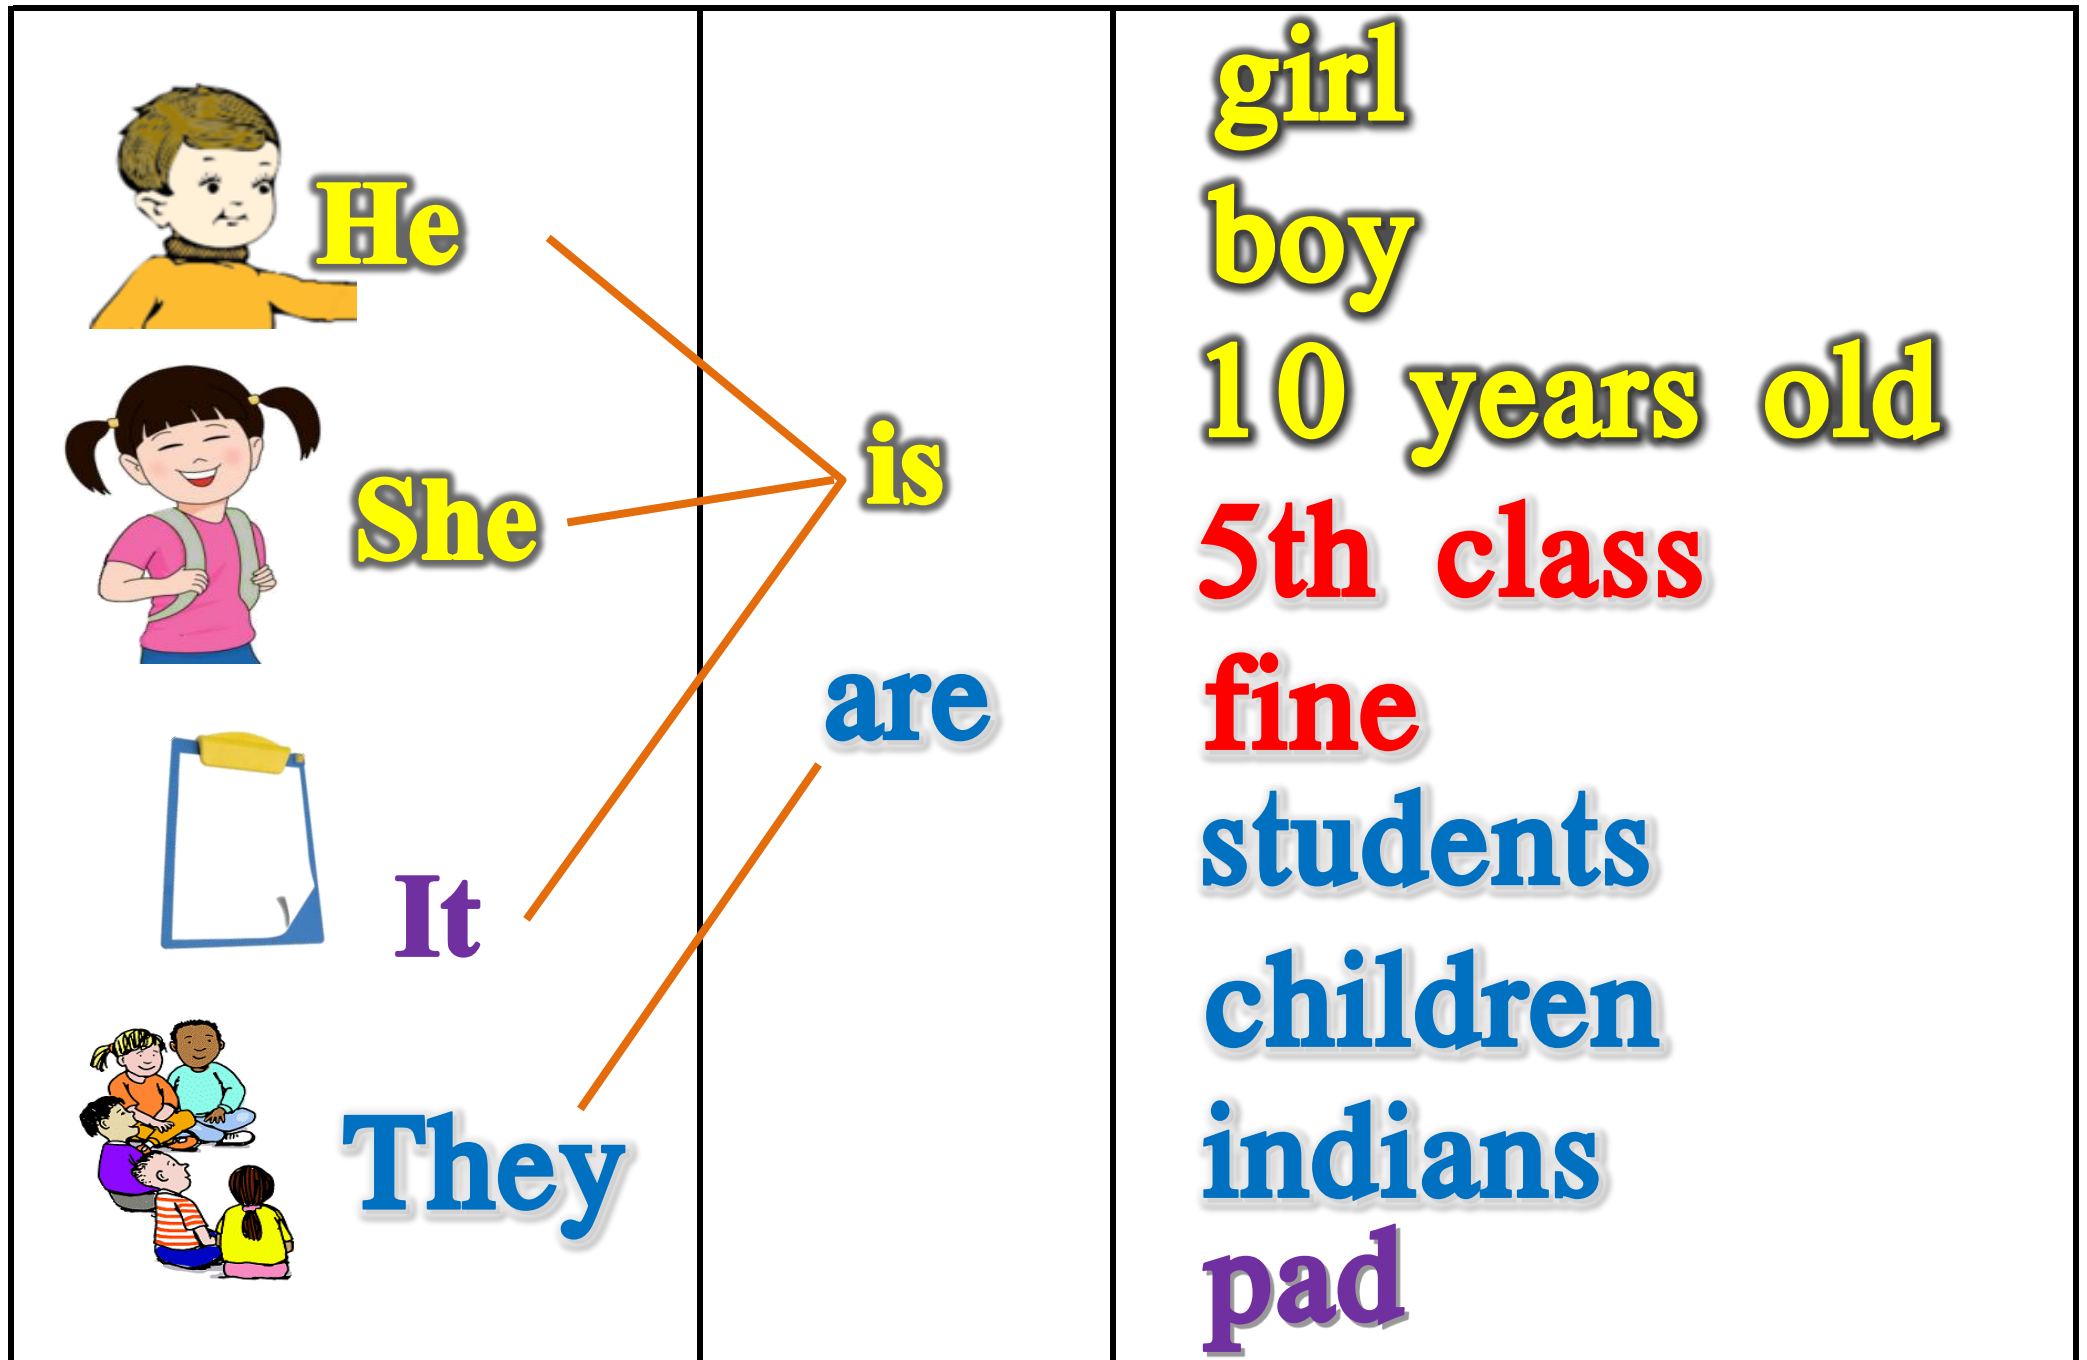 He
She
It
They
is
are
girl
boy
10 years old
5th class
fine
students
children
indians
pad